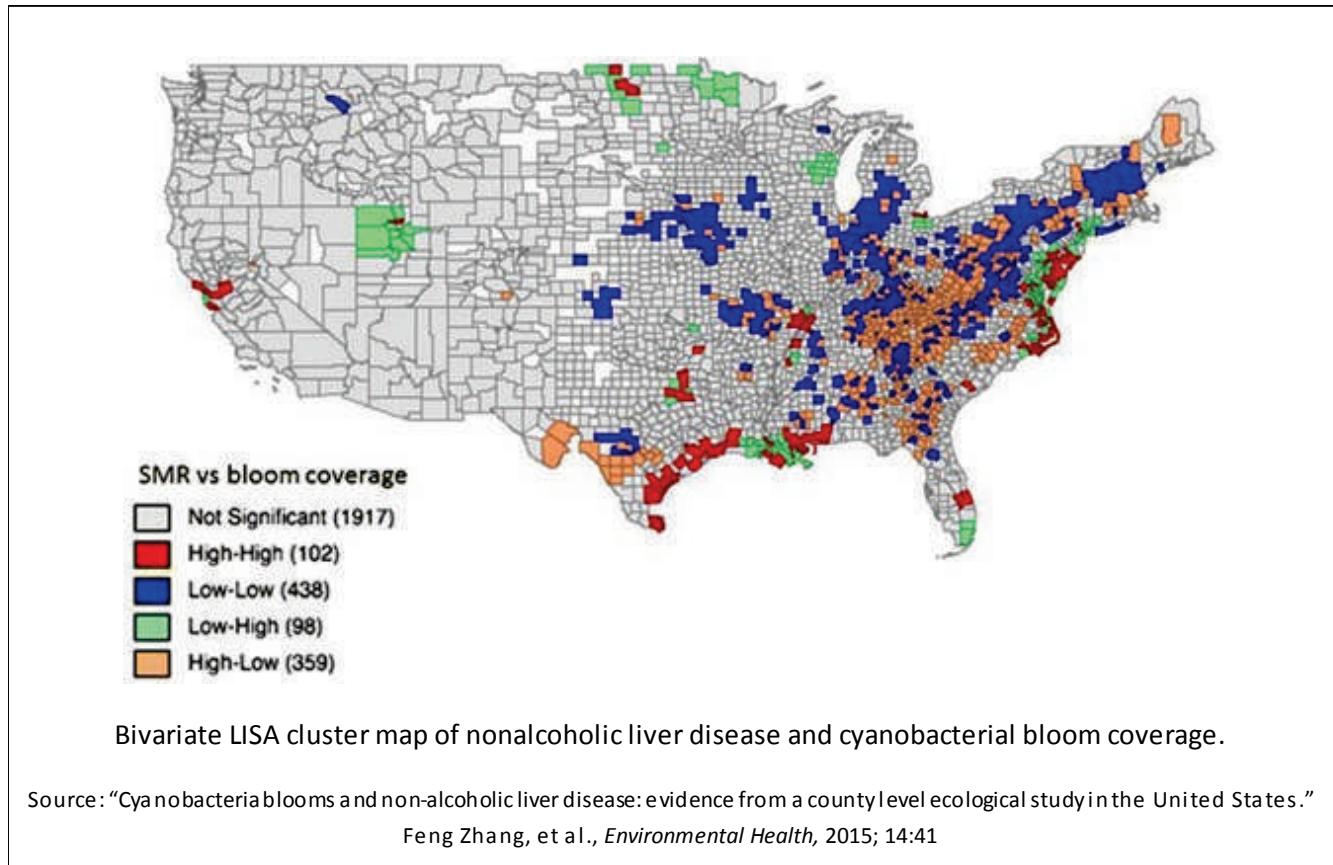 SMR vs bloom coverage
Not Significant (1917)
High-High (102)
Low-Low (438)
Low-High (98)
High-Low (359)
Bivariate LISA cluster map of nonalcoholic liver disease and cyanobacterial bloom coverage.
Source: “Cyanobacteria blooms and non-alcoholic liver disease: evidence from a county level ecological study in the United States.”
Feng Zhang, et al., Environmental Health, 2015; 14:41